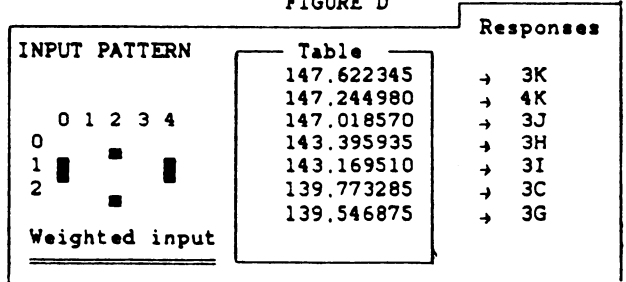 FIGURE D
Responses
INPUT PATTERN
Table
147.622345 → 3K
147.244980 → 4K
147.018570 → 3J
0 1 2 3 4
143.395935 → 3H
0
143.169510 → 3I
1
139.773285 → 3C
2
139.546875 → 3G
Weighted input